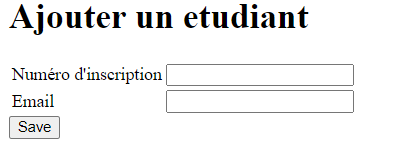 Ajouter un etudiant
Numéro d'inscription
Email
Save